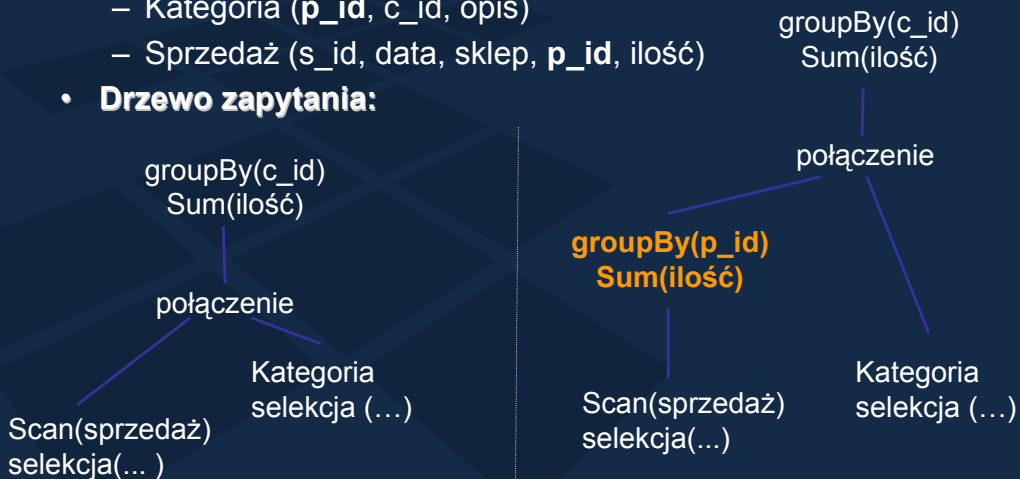 – Kategoria (p_id, c_id, opis)
– Sprzedaż (s_id, data, sklep, p_id, ilość)
• Drzewo zapytania:
groupBy(c_id)
Sum(ilość)
połączenie
Kategoria
selekcja (…)
Scan(sprzedaż)
selekcja(... )
groupBy(c_id)
Sum(ilość)
połączenie
groupBy(p_id)
Sum(ilość)
Scan(sprzedaż)
selekcja(...)
Kategoria
selekcja (…)